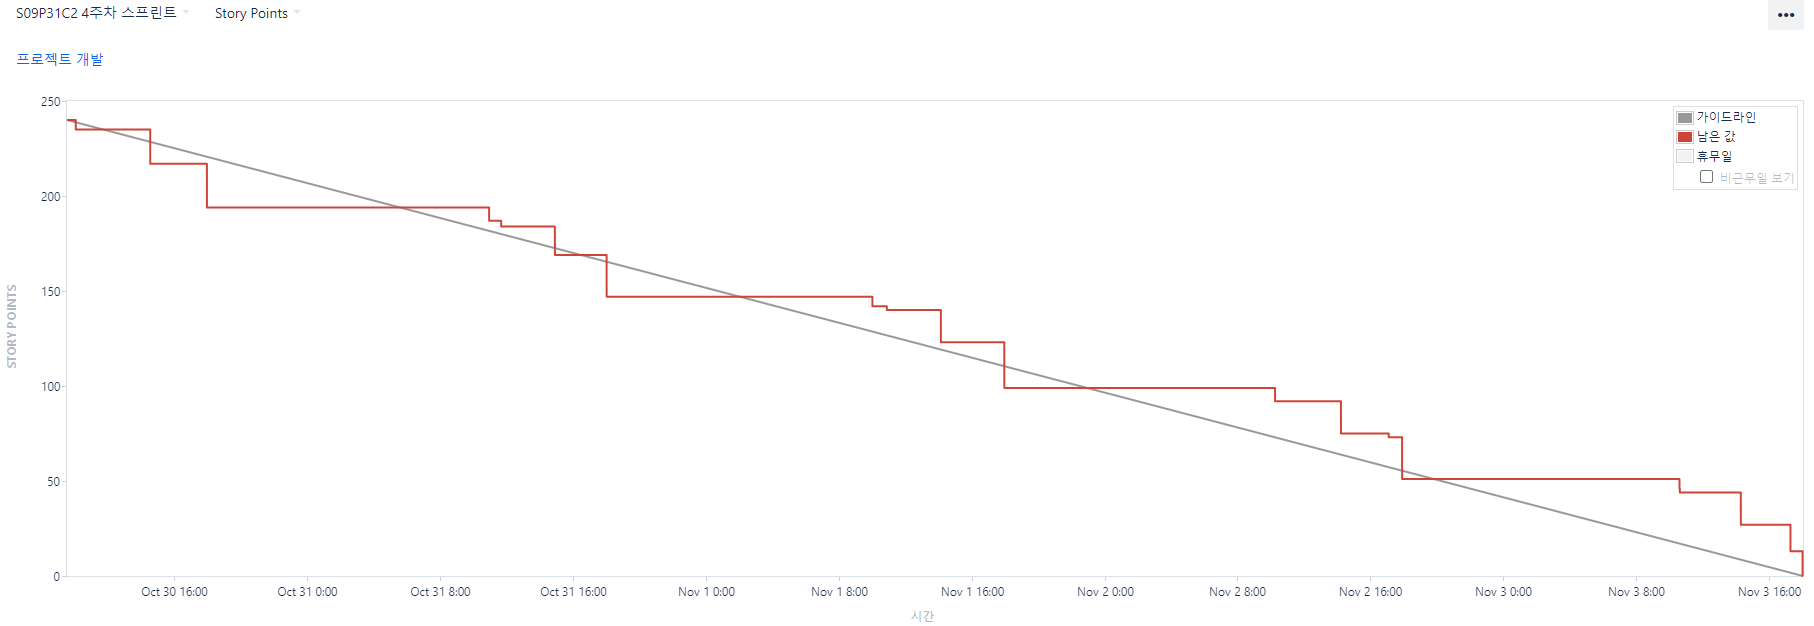 S09P31C2 4주차 스프린트 Story Points
프로젝트 개발
250
200
150
100
50
0
STORY POINTS
가이드라인
남은 값
휴무일
비근무일 보기
Oct 30 16:00 Oct 31 0:00 Oct 31 8:00 Oct 31 16:00 Nov 1 0:00 Nov 1 8:00 Nov 1 16:00 Nov 2 0:00 Nov 2 8:00 Nov 2 16:00 Nov 3 0:00 Nov 3 8:00 Nov 3 16:00
시간